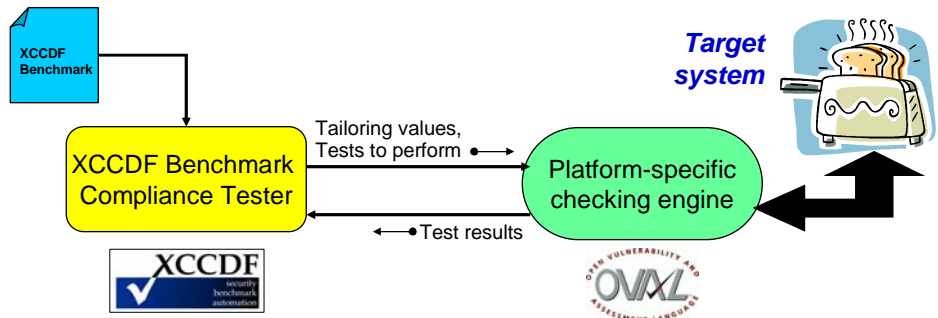 XCCDF
Benchmark
Target
system
Tailoring values,
Tests to perform
XCCDF Benchmark
Compliance Tester
Platform-specific
checking engine
Test results
XCCDF
security
benchmark
automation
OPEN VULNERABILITY AND
OVAL
ASSESSMENT LANGUAGE